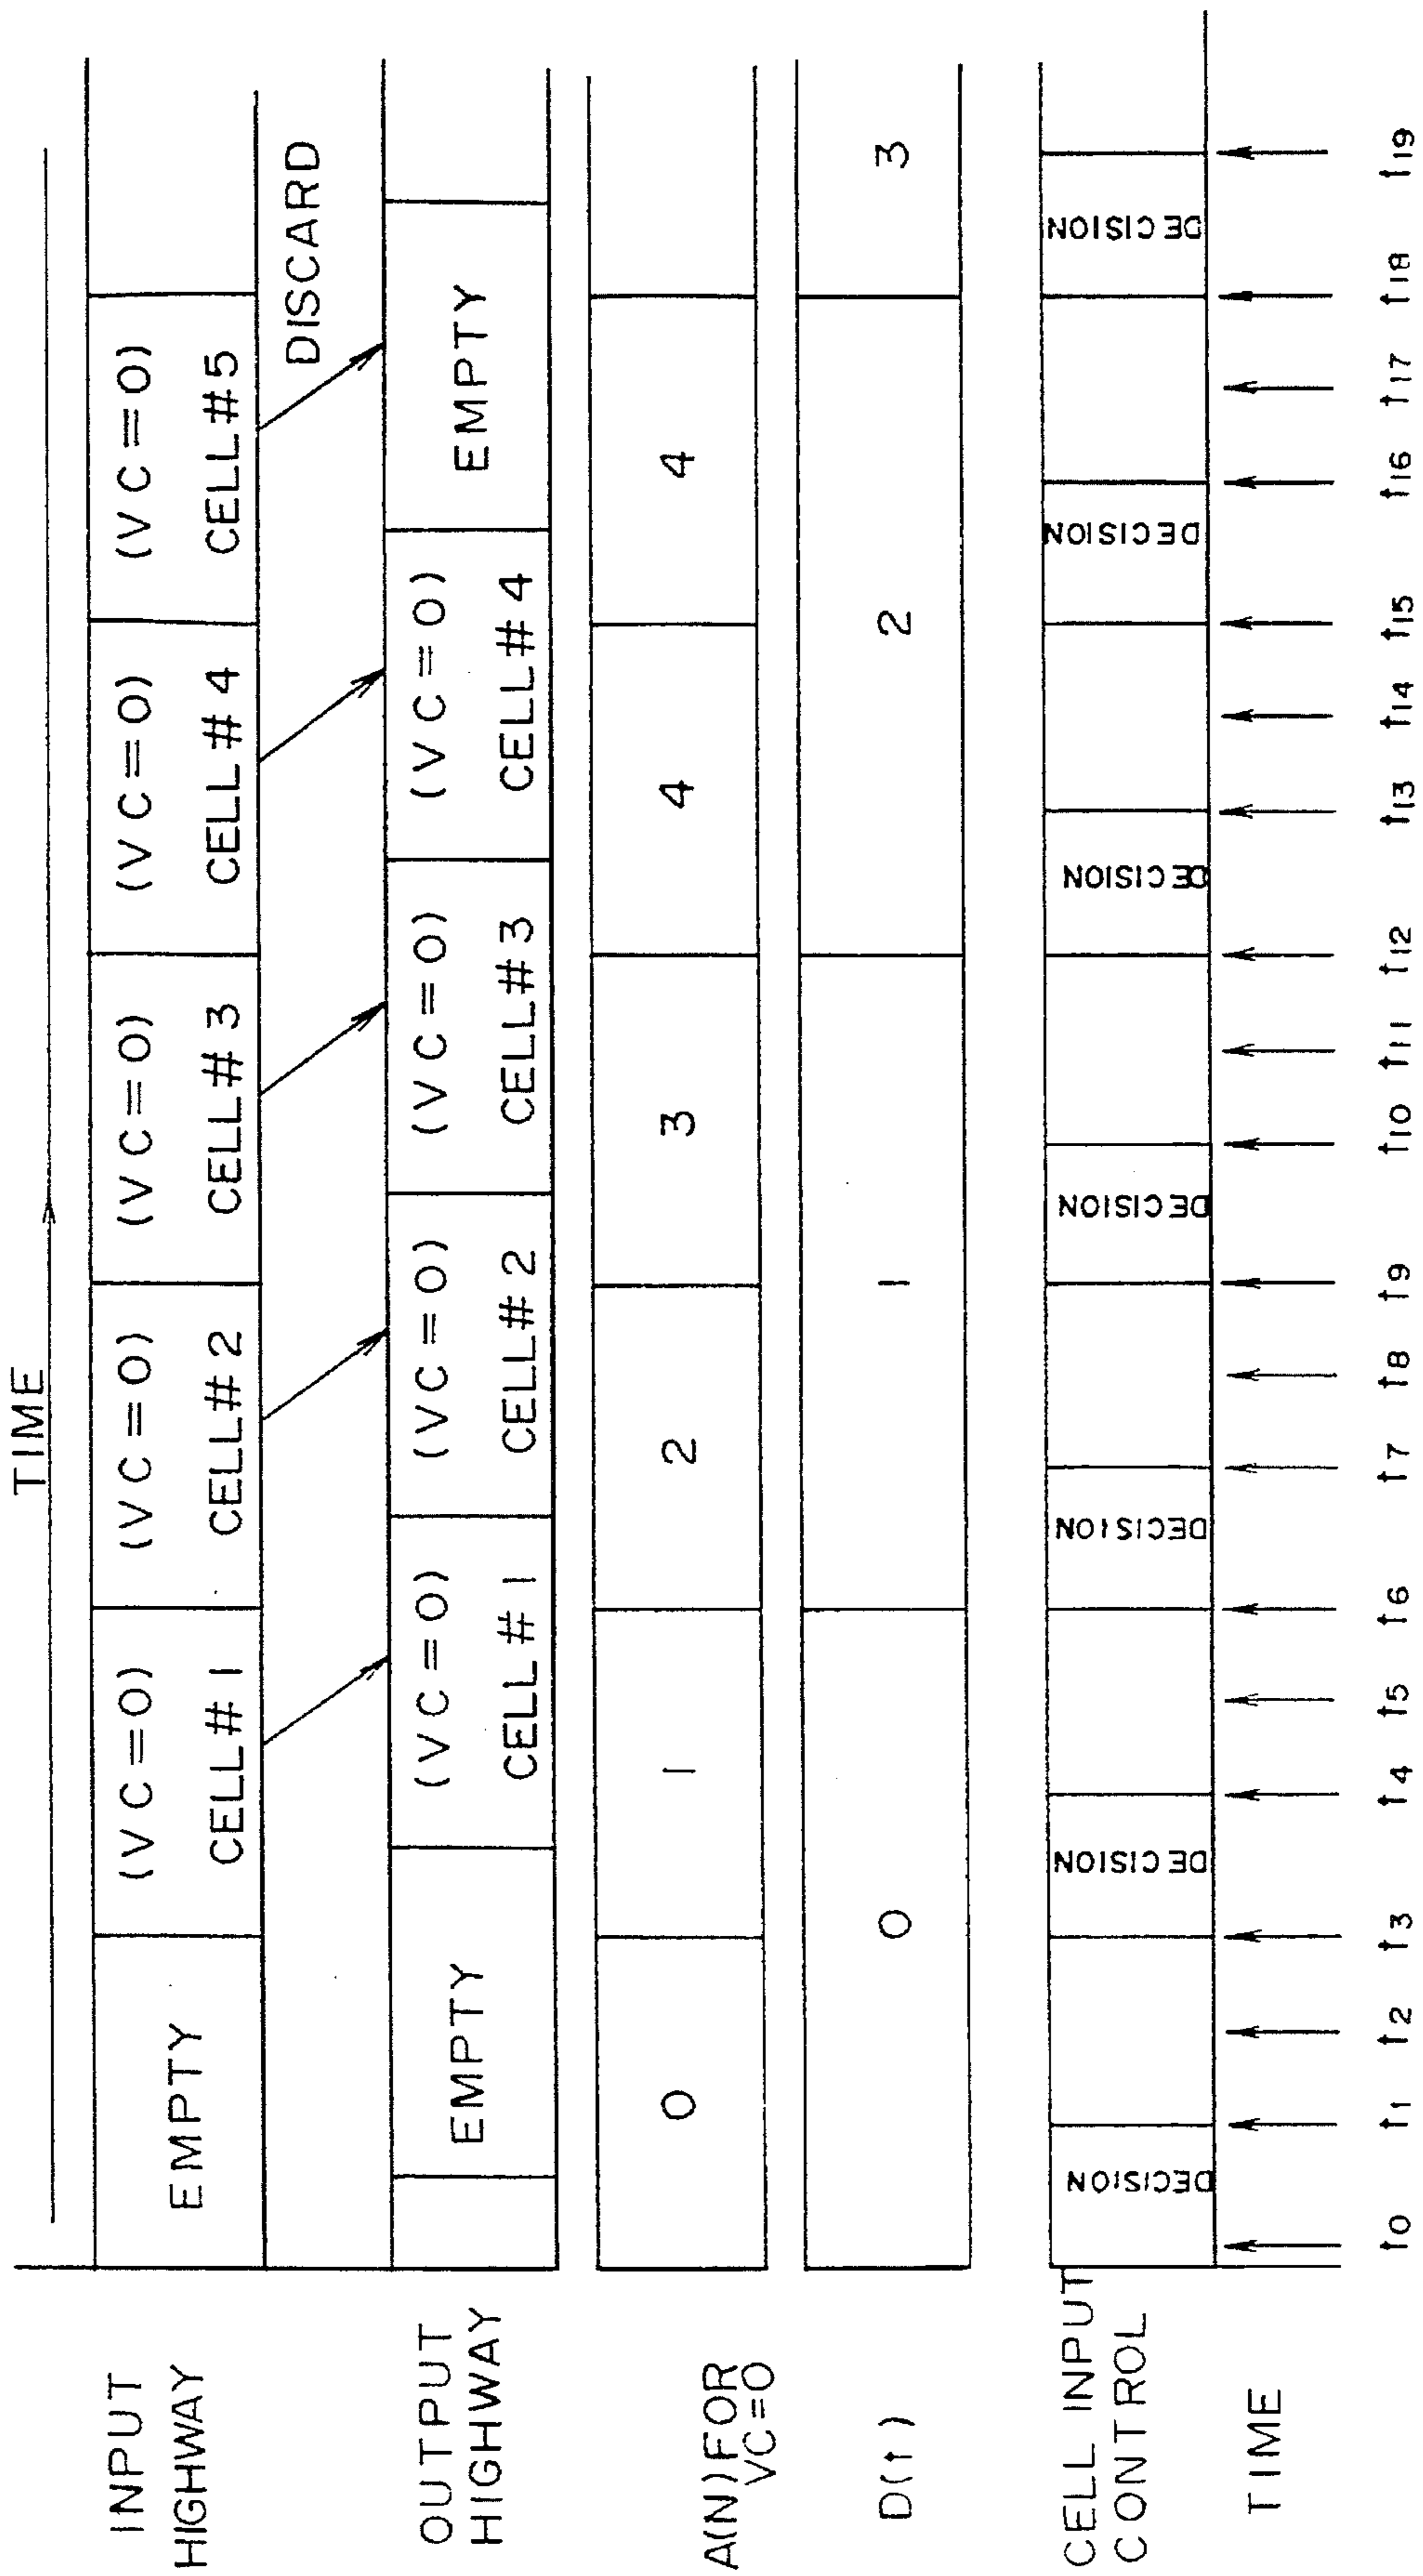 TIME
INPUT
HIGHWAY
EMPTY
(VC=0)
CELL#1
(VC=0)
CELL#2
(VC=0)
CELL#3
(VC=0)
CELL#4
(VC=0)
CELL#5
DISCARD
OUTPUT
HIGHWAY
EMPTY
(VC=0)
CELL#1
(VC=0)
CELL#2
(VC=0)
CELL#3
(VC=0)
CELL#4
EMPTY
A(N)FOR
VC=0
0
1
2
3
4
4
D(t)
0
1
2
3
CELL INPUT
CONTROL
DECISION
DECISION
DECISION
DECISION
DECISION
DECISION
DECISION
TIME
t0 t1 t2 t3 t4 t5 t6 t7 t8 t9 t10 t11 t12 t13 t14 t15 t16 t17 t18 t19